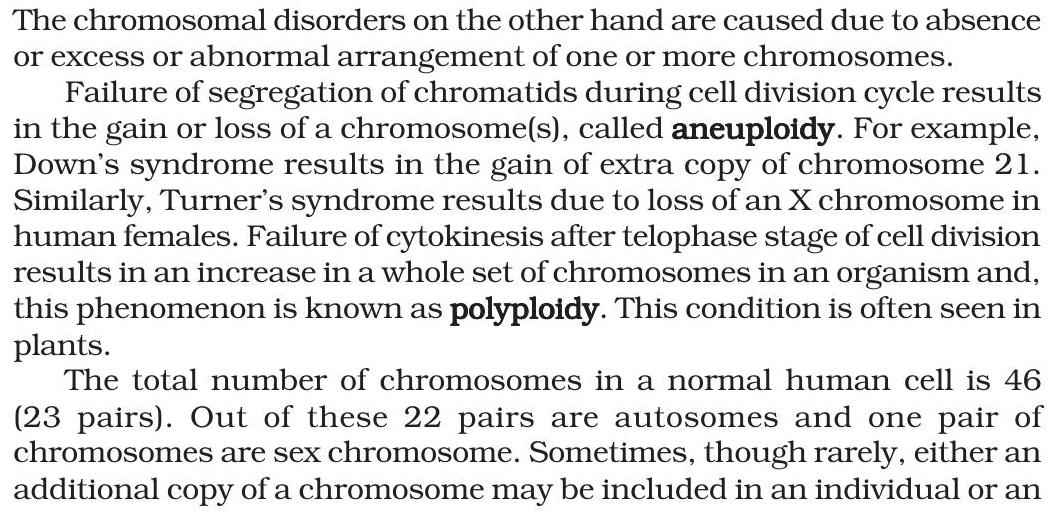 The chromosomal disorders on the other hand are caused due to absence
or excess or abnormal arrangement of one or more chromosomes.
Failure of segregation of chromatids during cell division cycle results
in the gain or loss of a chromosome(s), called aneuploidy. For example,
Down's syndrome results in the gain of extra copy of chromosome 21.
Similarly, Turner's syndrome results due to loss of an X chromosome in
human females. Failure of cytokinesis after telophase stage of cell division
results in an increase in a whole set of chromosomes in an organism and,
this phenomenon is known as polyploidy. This condition is often seen in
plants.
The total number of chromosomes in a normal human cell is 46
(23 pairs). Out of these 22 pairs are autosomes and one pair of
chromosomes are sex chromosome. Sometimes, though rarely, either an
additional copy of a chromosome may be included in an individual or an